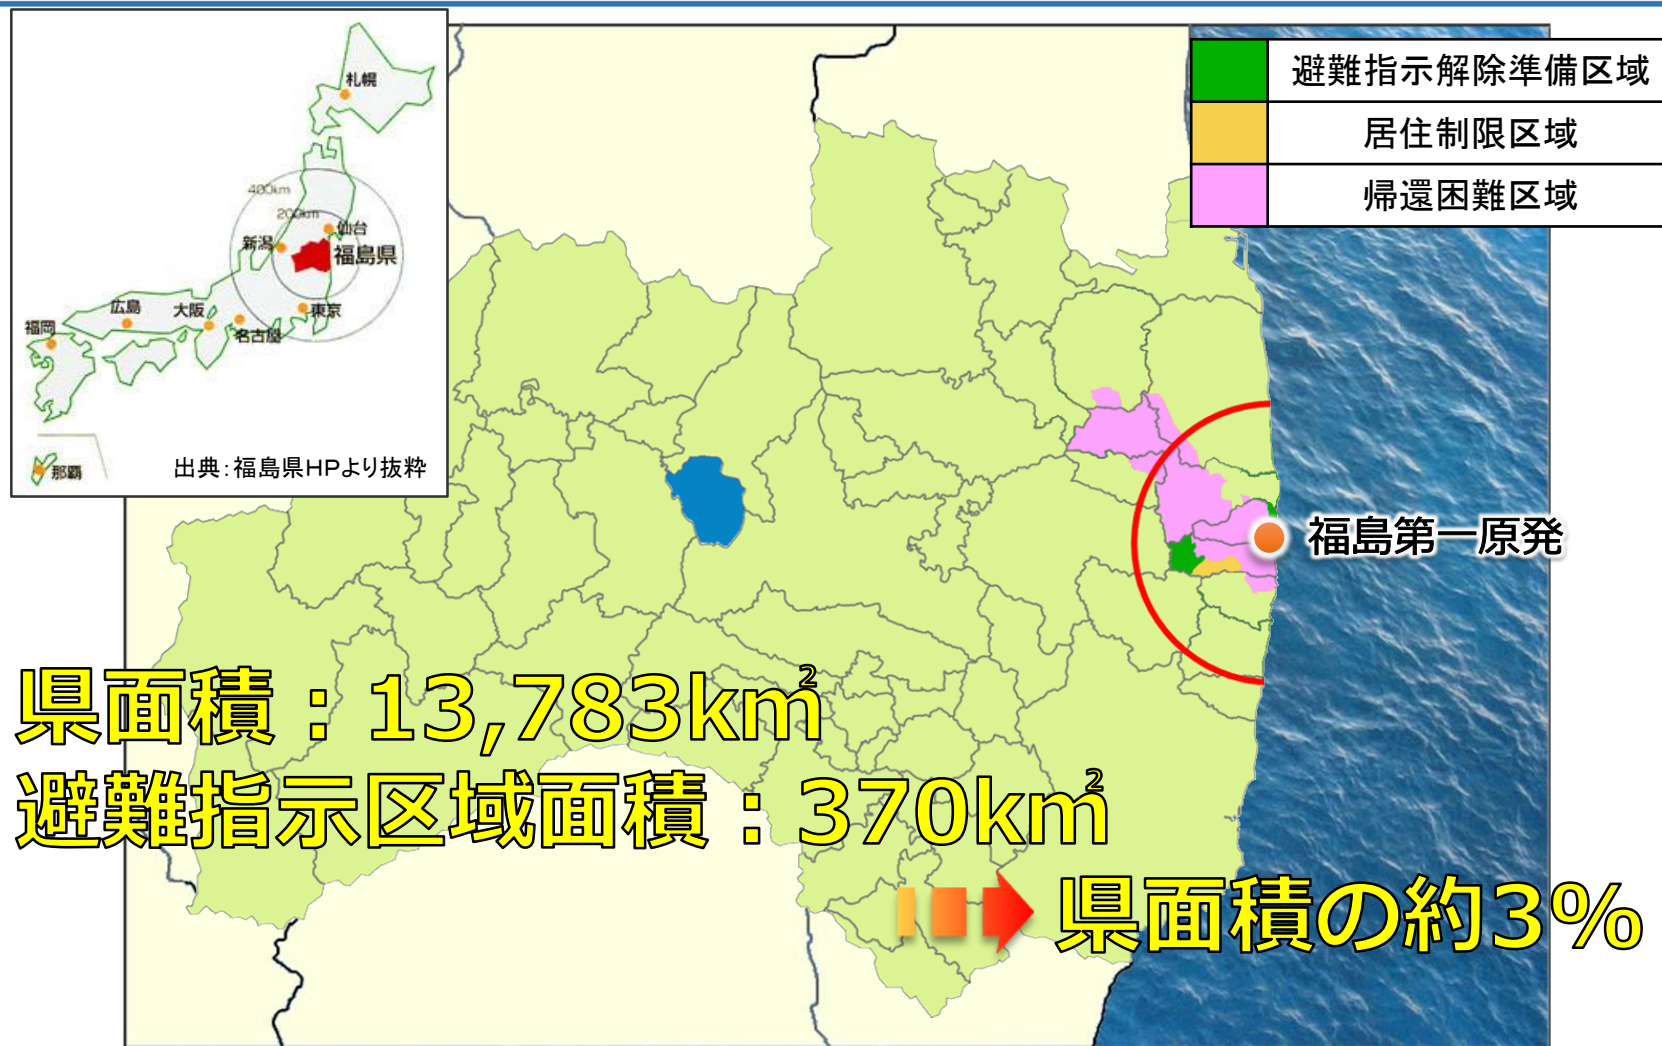 札幌
400km
200km
仙台
新潟
福島県
広島
大阪
東京
福岡
名古屋
那覇
出典：福島県HPより抜粋
避難指示解除準備区域
居住制限区域
帰還困難区域
福島第一原発
県面積：13,783k㎡
避難指示区域面積：370k㎡
県面積の約3%